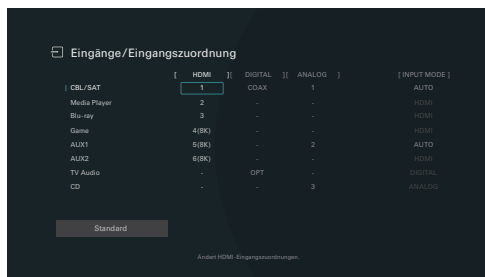 Eingänge/Eingangszuordnung
[ HDMI ][ DIGITAL ][ ANALOG ] [ INPUT MODE ]
CBL/SAT 1 COAX 1 AUTO
Media Player 2 - - HDMI
Blu-ray 3 - - HDMI
Game 4(8K) - - HDMI
AUX1 5(8K) - 2 AUTO
AUX2 6(8K) - - HDMI
TV Audio - OPT - DIGITAL
CD - - 3 ANALOG
Standard
Ändert HDMI-Eingangszuordnungen.